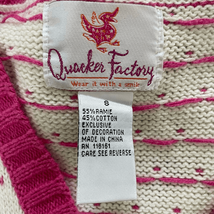 Quacker Factory
Wear it with a smile
S
55% RAMIE
45% COTTON
EXCLUSIVE
OF DECORATION
MADE IN CHINA
RN. 116151
CARE SEE REVERSE